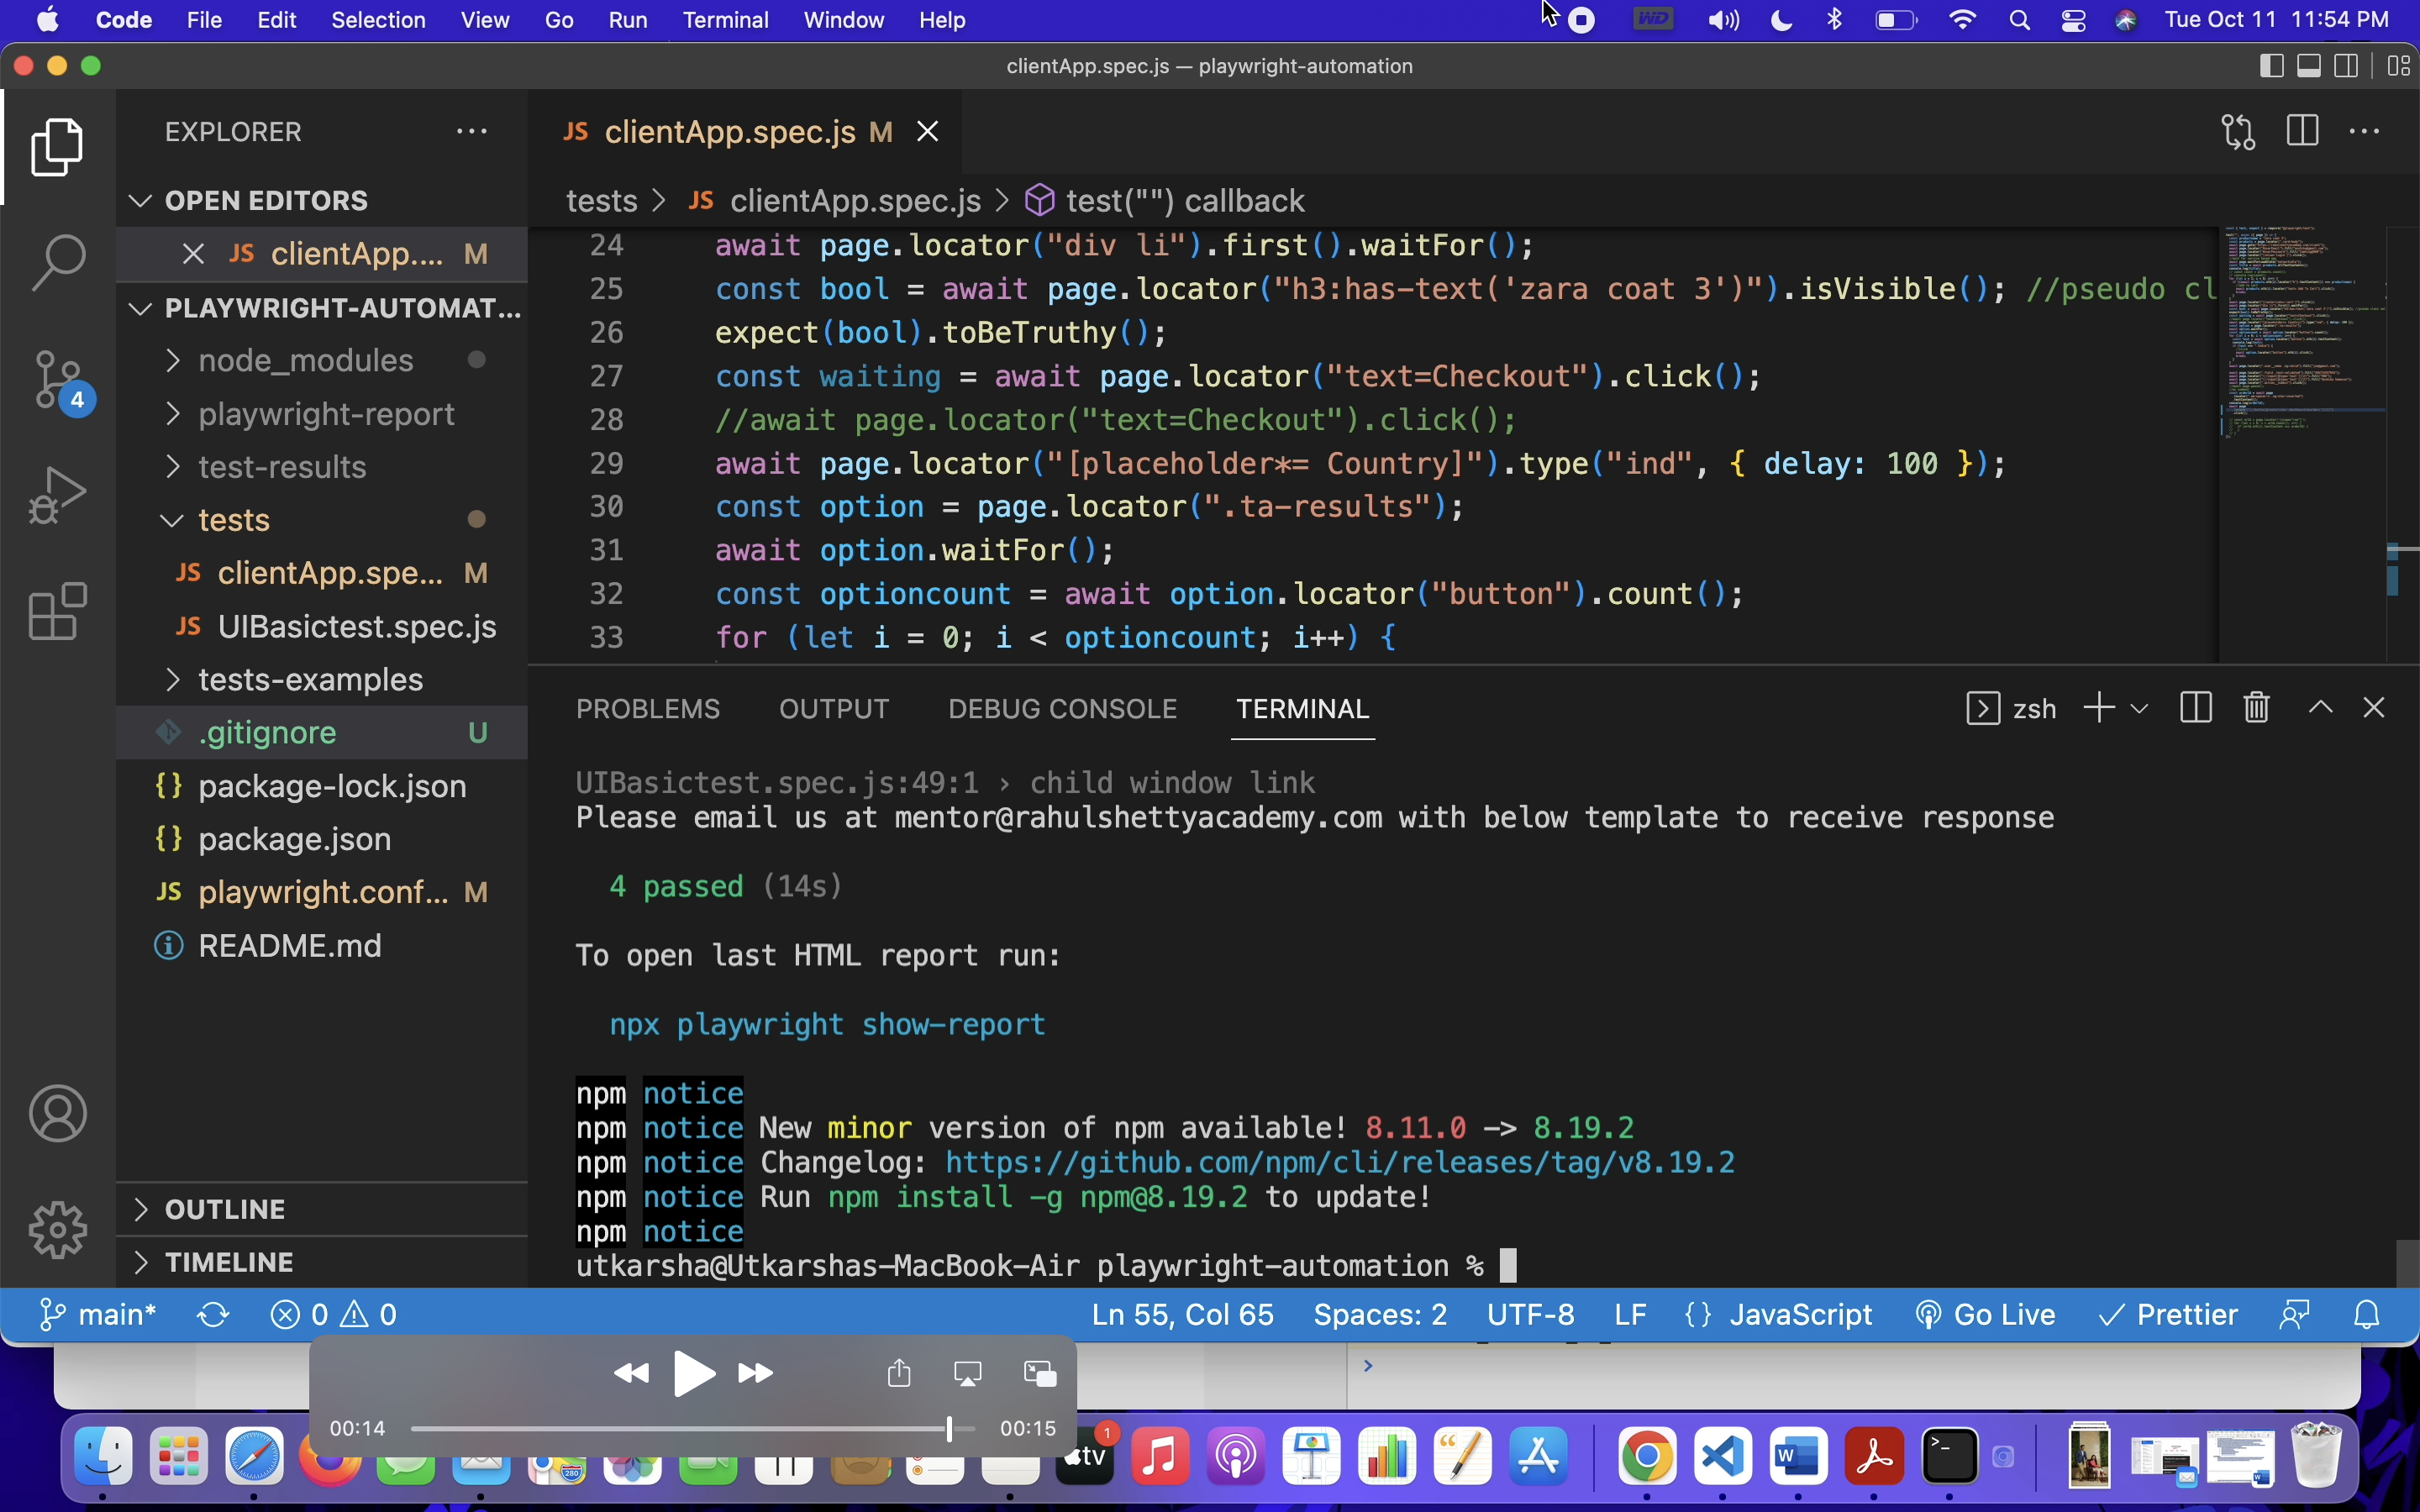 Code File Edit Selection View Go Run Terminal Window Help WD Tue Oct 11 11:54 PM
clientApp.spec.js — playwright-automation
EXPLORER
OPEN EDITORS
JS clientApp.... M
PLAYWRIGHT-AUTOMAT...
node_modules
playwright-report
test-results
tests
JS clientApp.spe... M
JS UIBasictest.spec.js
tests-examples
.gitignore U
{} package-lock.json
{} package.json
JS playwright.conf... M
README.md
OUTLINE
TIMELINE
4
JS clientApp.spec.js M
tests > JS clientApp.spec.js > test("") callback
24 await page.locator("div li").first().waitFor();
25 const bool = await page.locator("h3:has-text('zara coat 3')").isVisible(); //pseudo cl
26 expect(bool).toBeTruthy();
27 const waiting = await page.locator("text=Checkout").click();
28 //await page.locator("text=Checkout").click();
29 await page.locator("[placeholder*= Country]").type("ind", { delay: 100 });
30 const option = page.locator(".ta-results");
31 await option.waitFor();
32 const optioncount = await option.locator("button").count();
33 for (let i = 0; i < optioncount; i++) {
PROBLEMS OUTPUT DEBUG CONSOLE TERMINAL zsh
UIBasictest.spec.js:49:1 › child window link
Please email us at mentor@rahulshettyacademy.com with below template to receive response
4 passed (14s)
To open last HTML report run:
npx playwright show-report
npm notice
npm notice New minor version of npm available! 8.11.0 -> 8.19.2
npm notice Changelog: https://github.com/npm/cli/releases/tag/v8.19.2
npm notice Run npm install -g npm@8.19.2 to update!
npm notice
utkarsha@Utkarshas-MacBook-Air playwright-automation %
main* 0 0 Ln 55, Col 65 Spaces: 2 UTF-8 LF {} JavaScript Go Live Prettier
00:14 00:15
280
tv
1
W